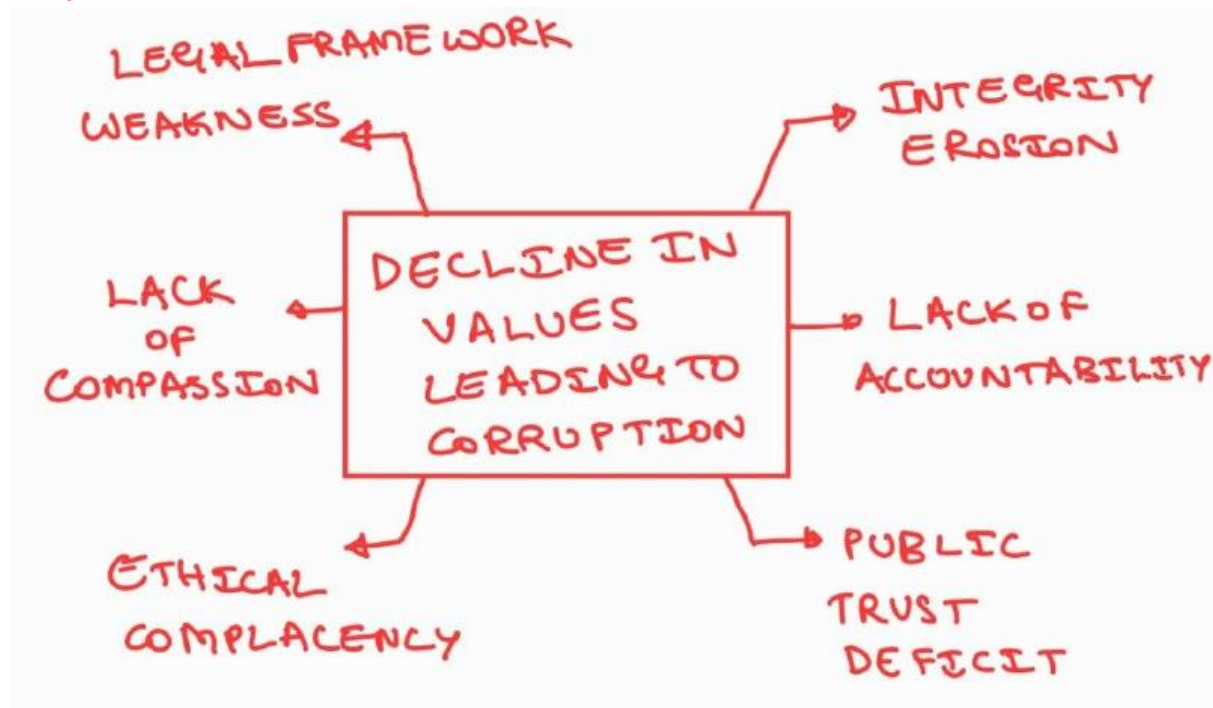 LEGAL FRAMEWORK
WEAKNESS
INTEGRITY
EROSION
DECLINE IN
VALUES
LEADING TO
CORRUPTION
LACK
OF
COMPASSION
LACK OF
ACCOUNTABILITY
ETHICAL
COMPLACENCY
PUBLIC
TRUST
DEFICIT